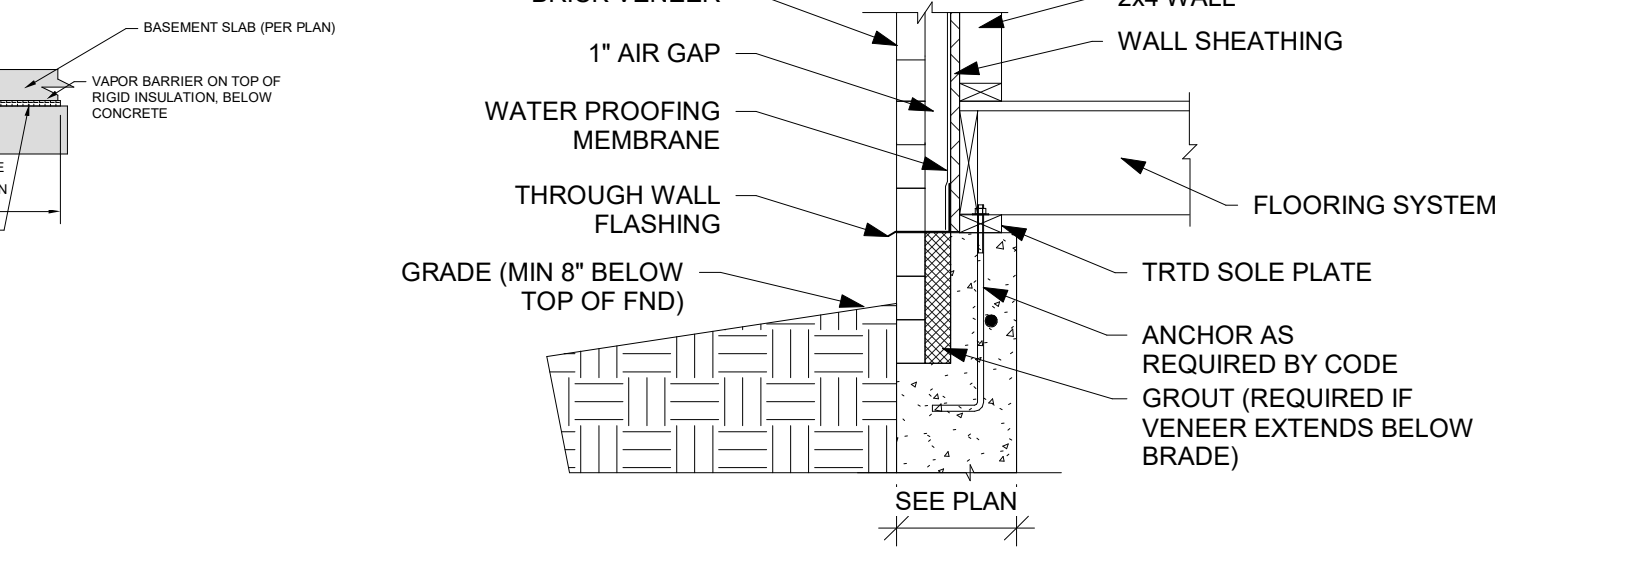 BASEMENT SLAB (PER PLAN)
VAPOR BARRIER ON TOP OF
RIGID INSULATION, BELOW
CONCRETE
E
N
BRICK VENEER
1" AIR GAP
WATER PROOFING
MEMBRANE
THROUGH WALL
FLASHING
GRADE (MIN 8" BELOW
TOP OF FND)
2x4 WALL
WALL SHEATHING
FLOORING SYSTEM
TRTD SOLE PLATE
ANCHOR AS
REQUIRED BY CODE
GROUT (REQUIRED IF
VENEER EXTENDS BELOW
BRADE)
SEE PLAN